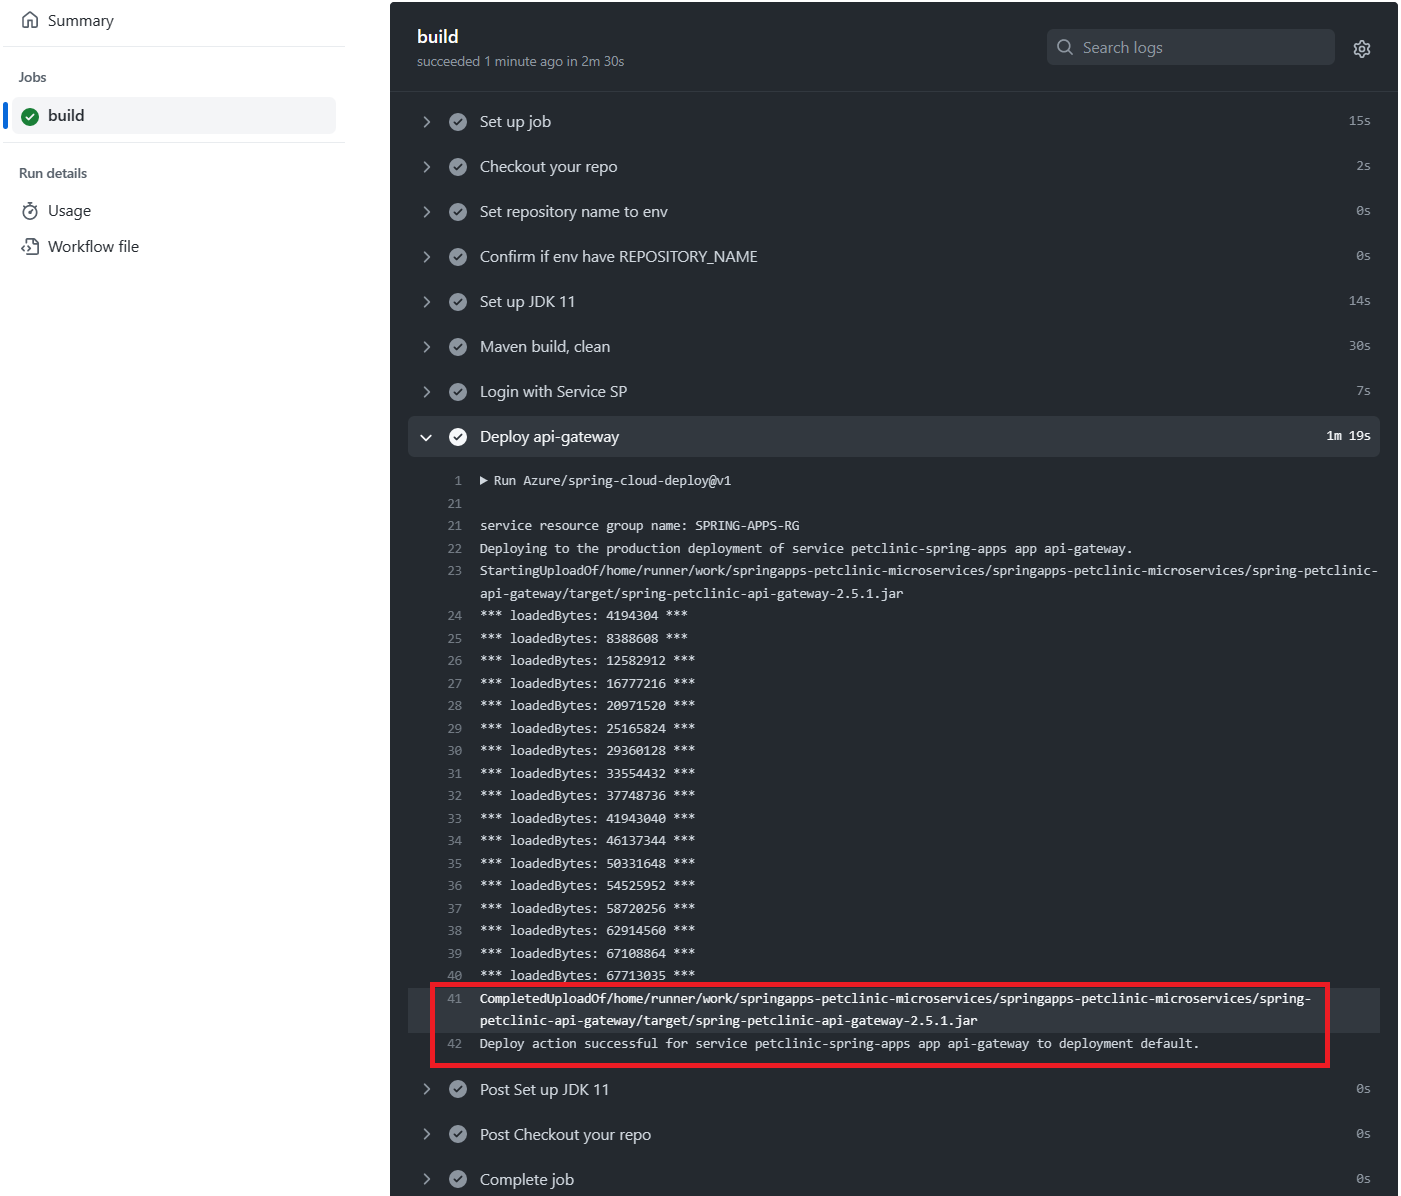 Summary
Jobs
build
Run details
Usage
Workflow file
build
succeeded 1 minute ago in 2m 30s
Search logs
Set up job 15s
Checkout your repo 2s
Set repository name to env 0s
Confirm if env have REPOSITORY_NAME 0s
Set up JDK 11 14s
Maven build, clean 30s
Login with Service SP 7s
Deploy api-gateway 1m 19s
1 Run Azure/spring-cloud-deploy@v1
21
21 service resource group name: SPRING-APPS-RG
22 Deploying to the production deployment of service petclinic-spring-apps app api-gateway.
23 StartingUploadOf/home/runner/work/springapps-petclinic-microservices/springapps-petclinic-microservices/spring-petclinic-
api-gateway/target/spring-petclinic-api-gateway-2.5.1.jar
24 *** loadedBytes: 4194304 ***
25 *** loadedBytes: 8388608 ***
26 *** loadedBytes: 12582912 ***
27 *** loadedBytes: 16777216 ***
28 *** loadedBytes: 20971520 ***
29 *** loadedBytes: 25165824 ***
30 *** loadedBytes: 29360128 ***
31 *** loadedBytes: 33554432 ***
32 *** loadedBytes: 37748736 ***
33 *** loadedBytes: 41943040 ***
34 *** loadedBytes: 46137344 ***
35 *** loadedBytes: 50331648 ***
36 *** loadedBytes: 54525952 ***
37 *** loadedBytes: 58720256 ***
38 *** loadedBytes: 62914560 ***
39 *** loadedBytes: 67108864 ***
40 *** loadedBytes: 67713035 ***
41 CompletedUploadOf/home/runner/work/springapps-petclinic-microservices/springapps-petclinic-microservices/spring-
petclinic-api-gateway/target/spring-petclinic-api-gateway-2.5.1.jar
42 Deploy action successful for service petclinic-spring-apps app api-gateway to deployment default.
Post Set up JDK 11 0s
Post Checkout your repo 0s
Complete job 0s